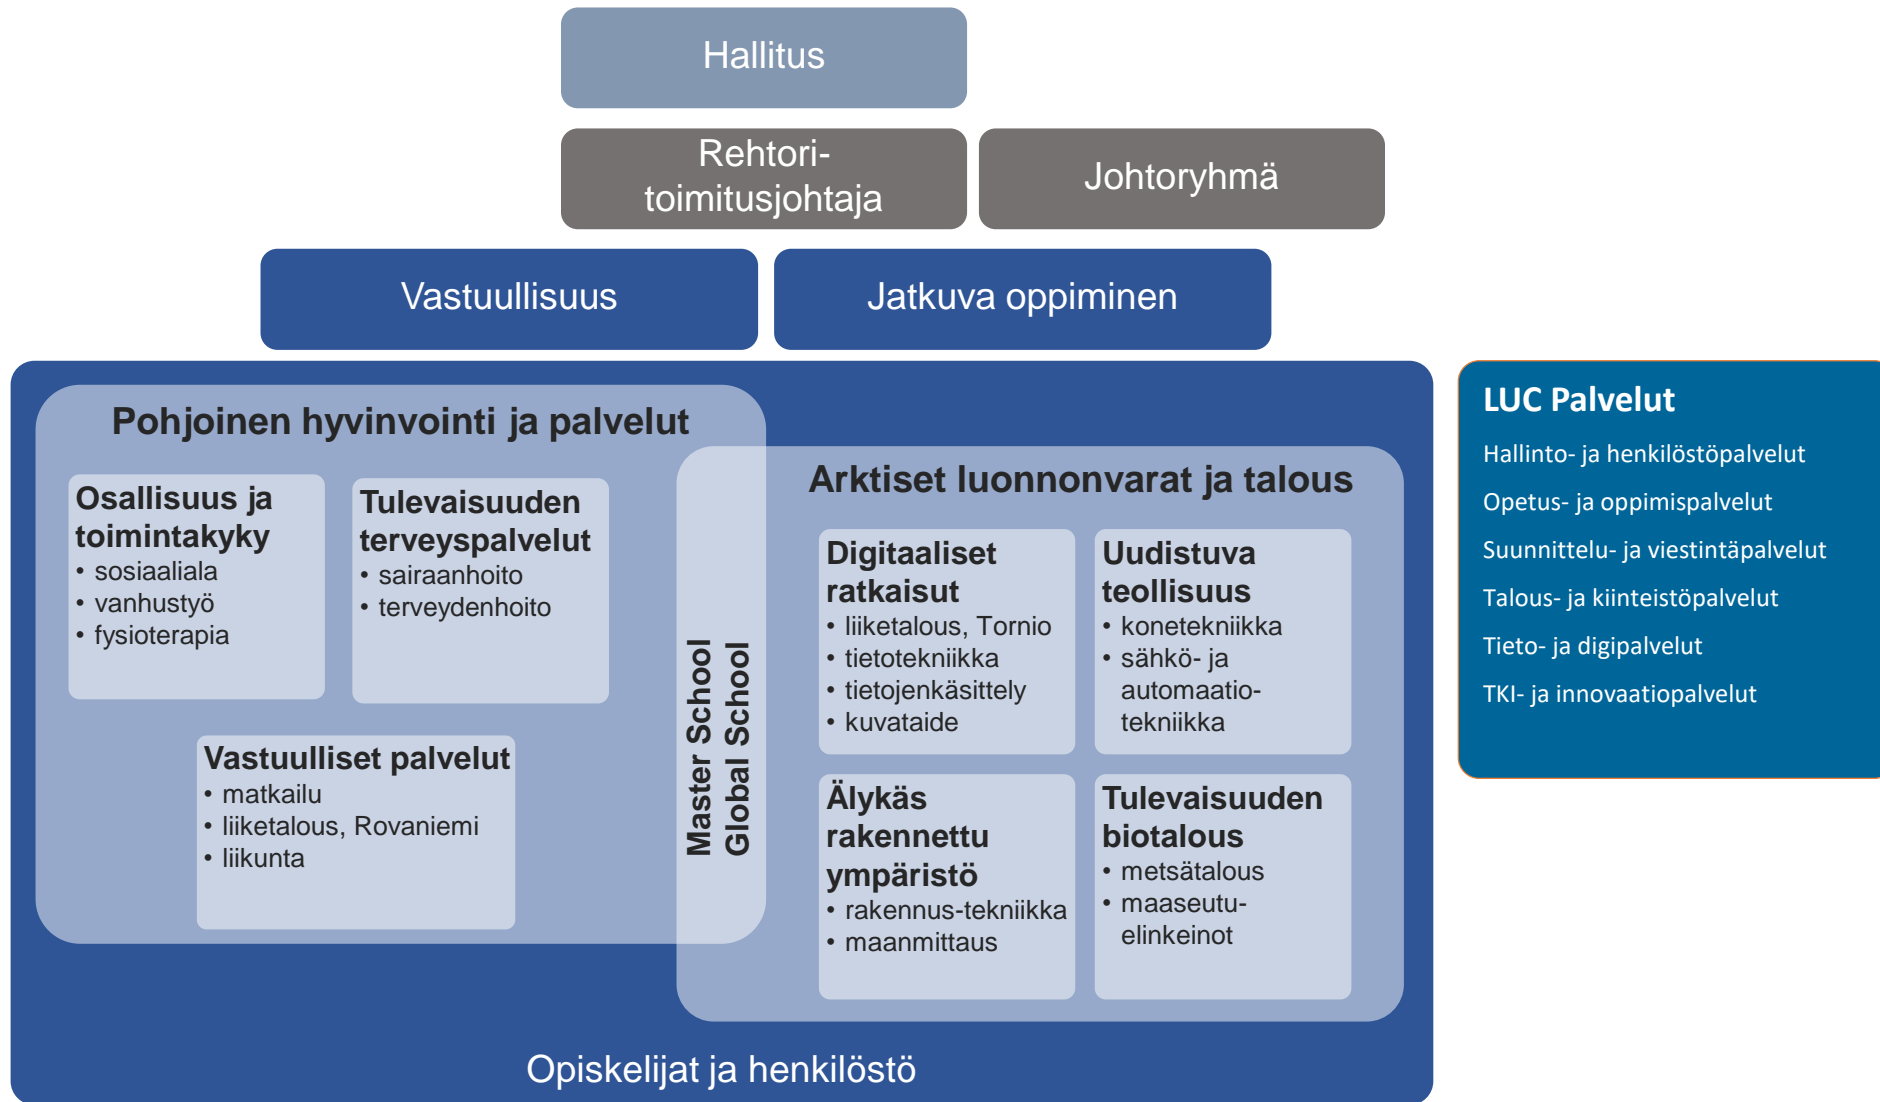 Hallitus
Rehtori-
toimitusjohtaja
Johtoryhmä
Vastuullisuus
Jatkuva oppiminen
Pohjoinen hyvinvointi ja palvelut
Osallisuus ja
toimintakyky
• sosiaaliala
• vanhustyö
• fysioterapia
Tulevaisuuden
terveyspalvelut
• sairaanhoito
• terveydenhoito
Vastuulliset palvelut
• matkailu
• liiketalous, Rovaniemi
• liikunta
Master School
Global School
Arktiset luonnonvarat ja talous
Digitaaliset
ratkaisut
• liiketalous, Tornio
• tietotekniikka
• tietojenkäsittely
• kuvataide
Uudistuva
teollisuus
• konetekniikka
• sähkö- ja
automaatio-
tekniikka
Älykäs
rakennettu
ympäristö
• rakennus-tekniikka
• maanmittaus
Tulevaisuuden
biotalous
• metsätalous
• maaseutu-
elinkeinot
Opiskelijat ja henkilöstö
LUC Palvelut
Hallinto- ja henkilöstöpalvelut
Opetus- ja oppimispalvelut
Suunnittelu- ja viestintäpalvelut
Talous- ja kiinteistöpalvelut
Tieto- ja digipalvelut
TKI- ja innovaatiopalvelut